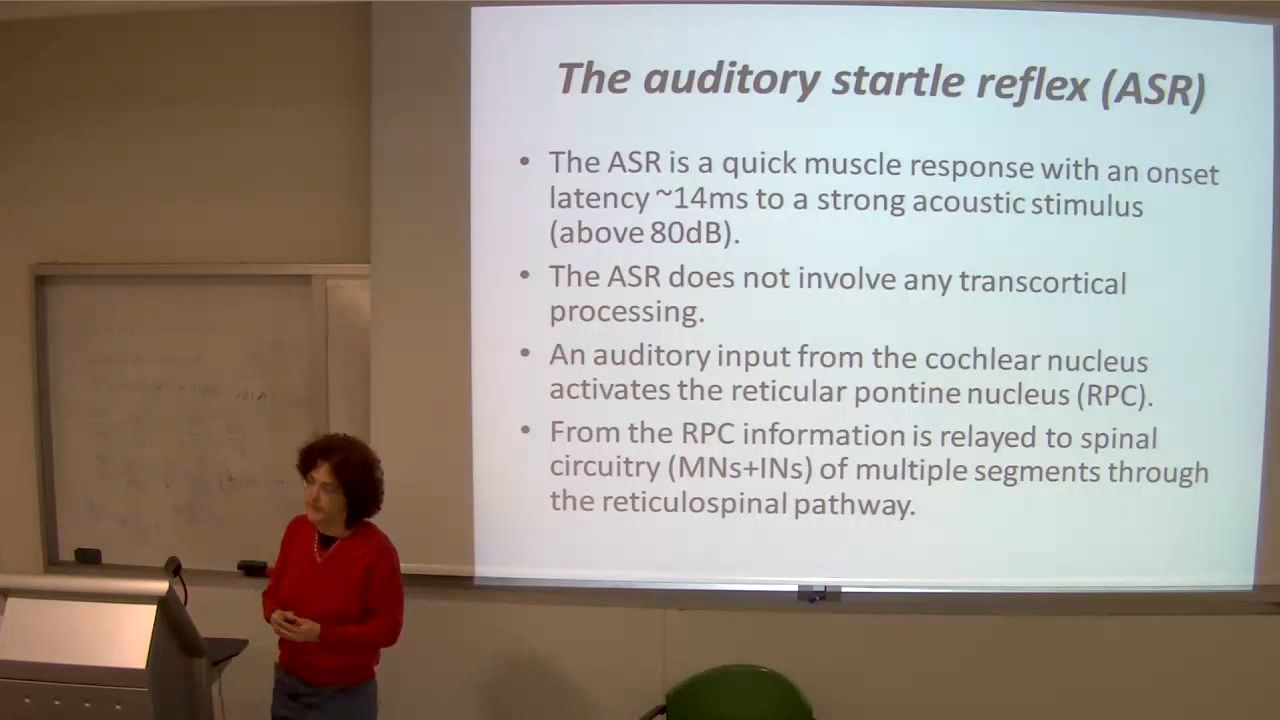 The auditory startle reflex (ASR)
• The ASR is a quick muscle response with an onset
latency ~14ms to a strong acoustic stimulus
(above 80dB).
• The ASR does not involve any transcortical
processing.
• An auditory input from the cochlear nucleus
activates the reticular pontine nucleus (RPC).
• From the RPC information is relayed to spinal
circuitry (MNs+INs) of multiple segments through
the reticulospinal pathway.